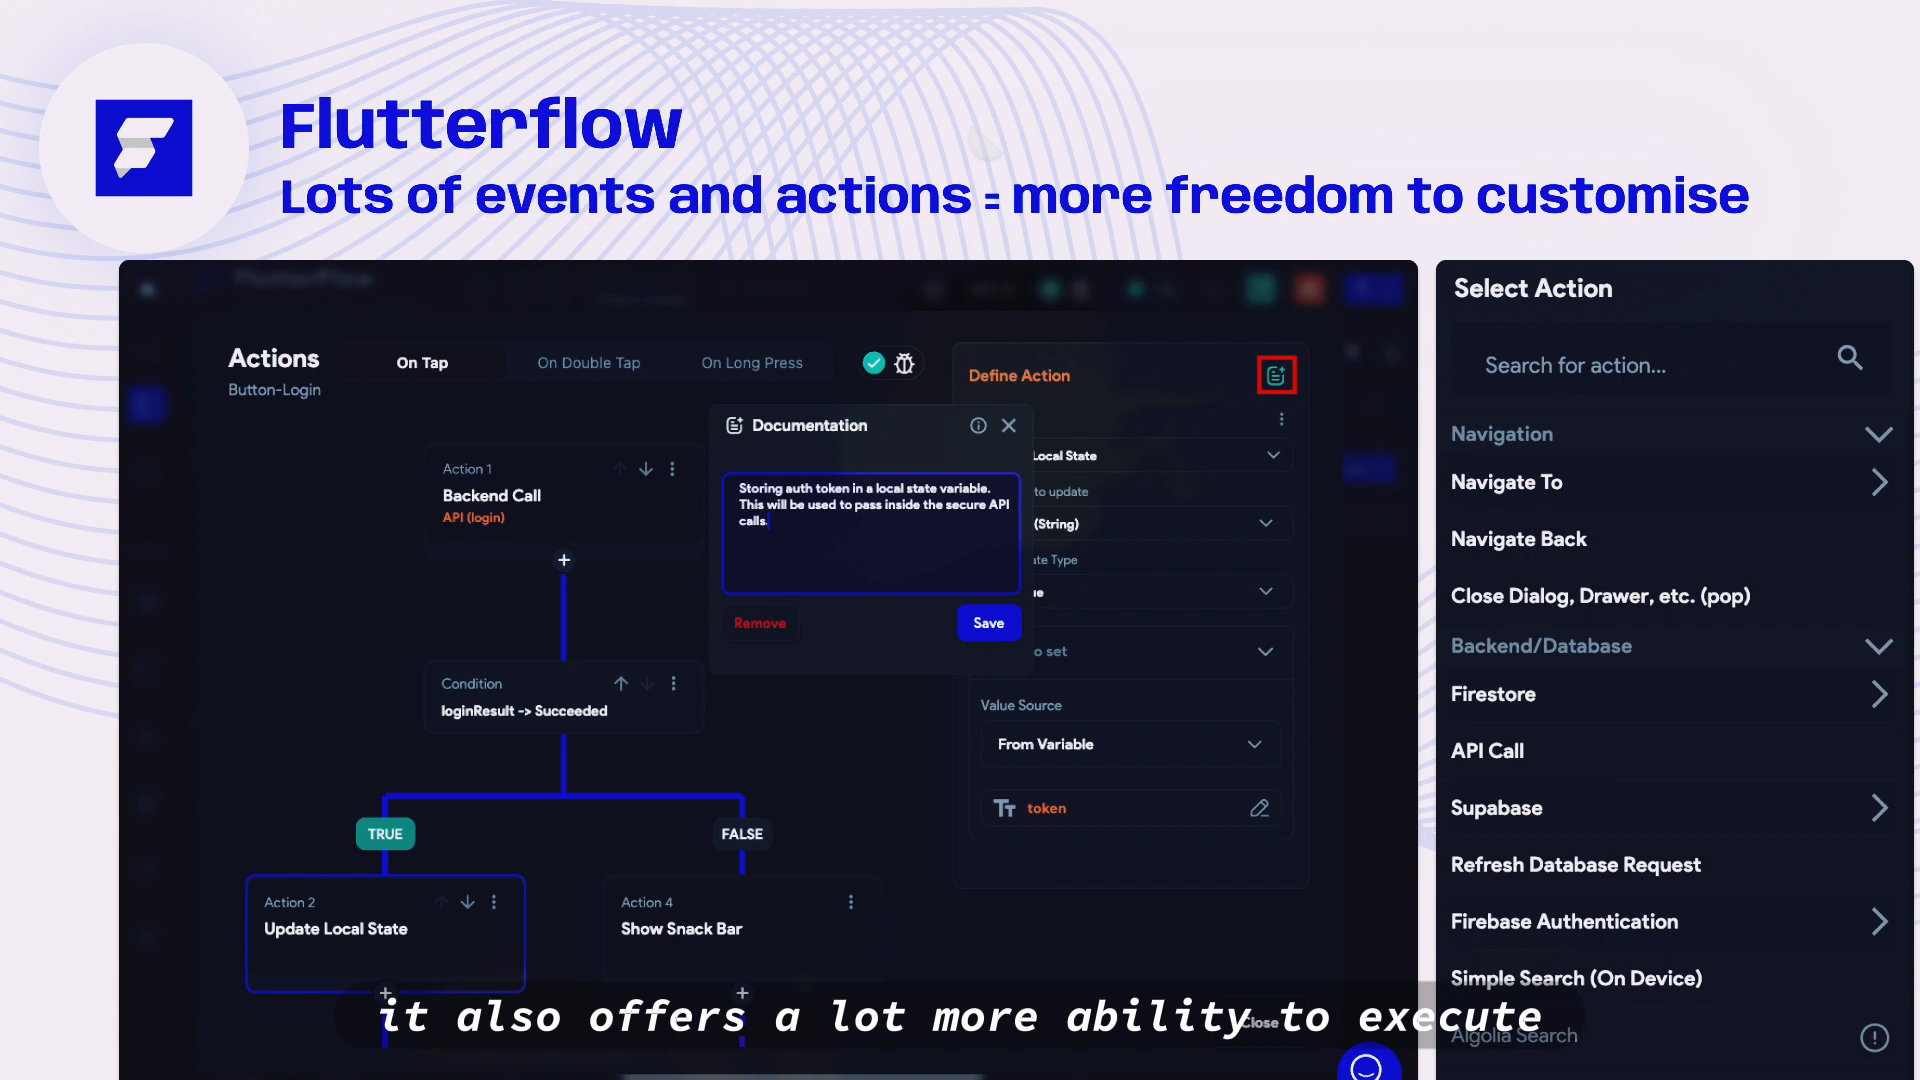 Flutterflow
Lots of events and actions = more freedom to customise
Actions
Button-Login
On Tap
On Double Tap
On Long Press
Define Action
Documentation
Storing auth token in a local state variable.
This will be used to pass inside the secure API
calls.
Remove
Save
Local State
to update
(String)
ate Type
ue
o set
Value Source
From Variable
Tт token
Action 1
Backend Call
API (login)
Condition
loginResult -> Succeeded
TRUE
FALSE
Action 2
Update Local State
Action 4
Show Snack Bar
Close
Select Action
Search for action...
Navigation
Navigate To
Navigate Back
Close Dialog, Drawer, etc. (pop)
Backend/Database
Firestore
API Call
Supabase
Refresh Database Request
Firebase Authentication
Simple Search (On Device)
Algolia Search
it also offers a lot more ability to execute